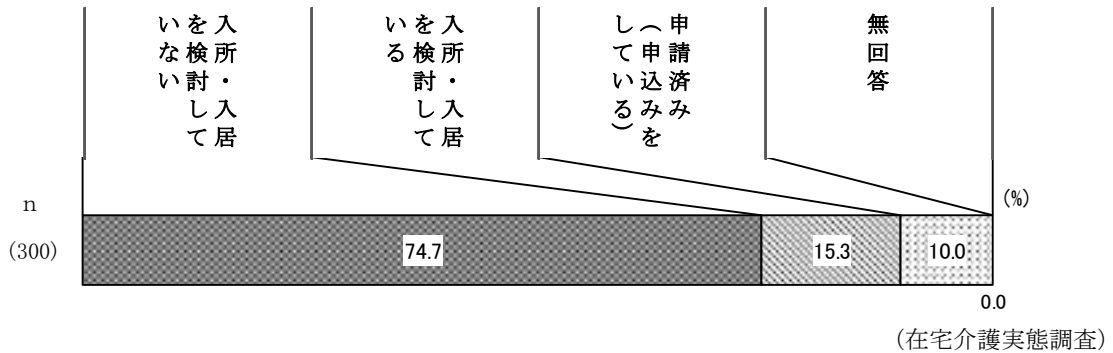 入所・入居
を検討して
いない
入所・入居
を検討して
いる
申請済み
（申込みを
している）
無回答
(%)
n
(300)
74.7
15.3
10.0
0.0
(在宅介護実態調査)